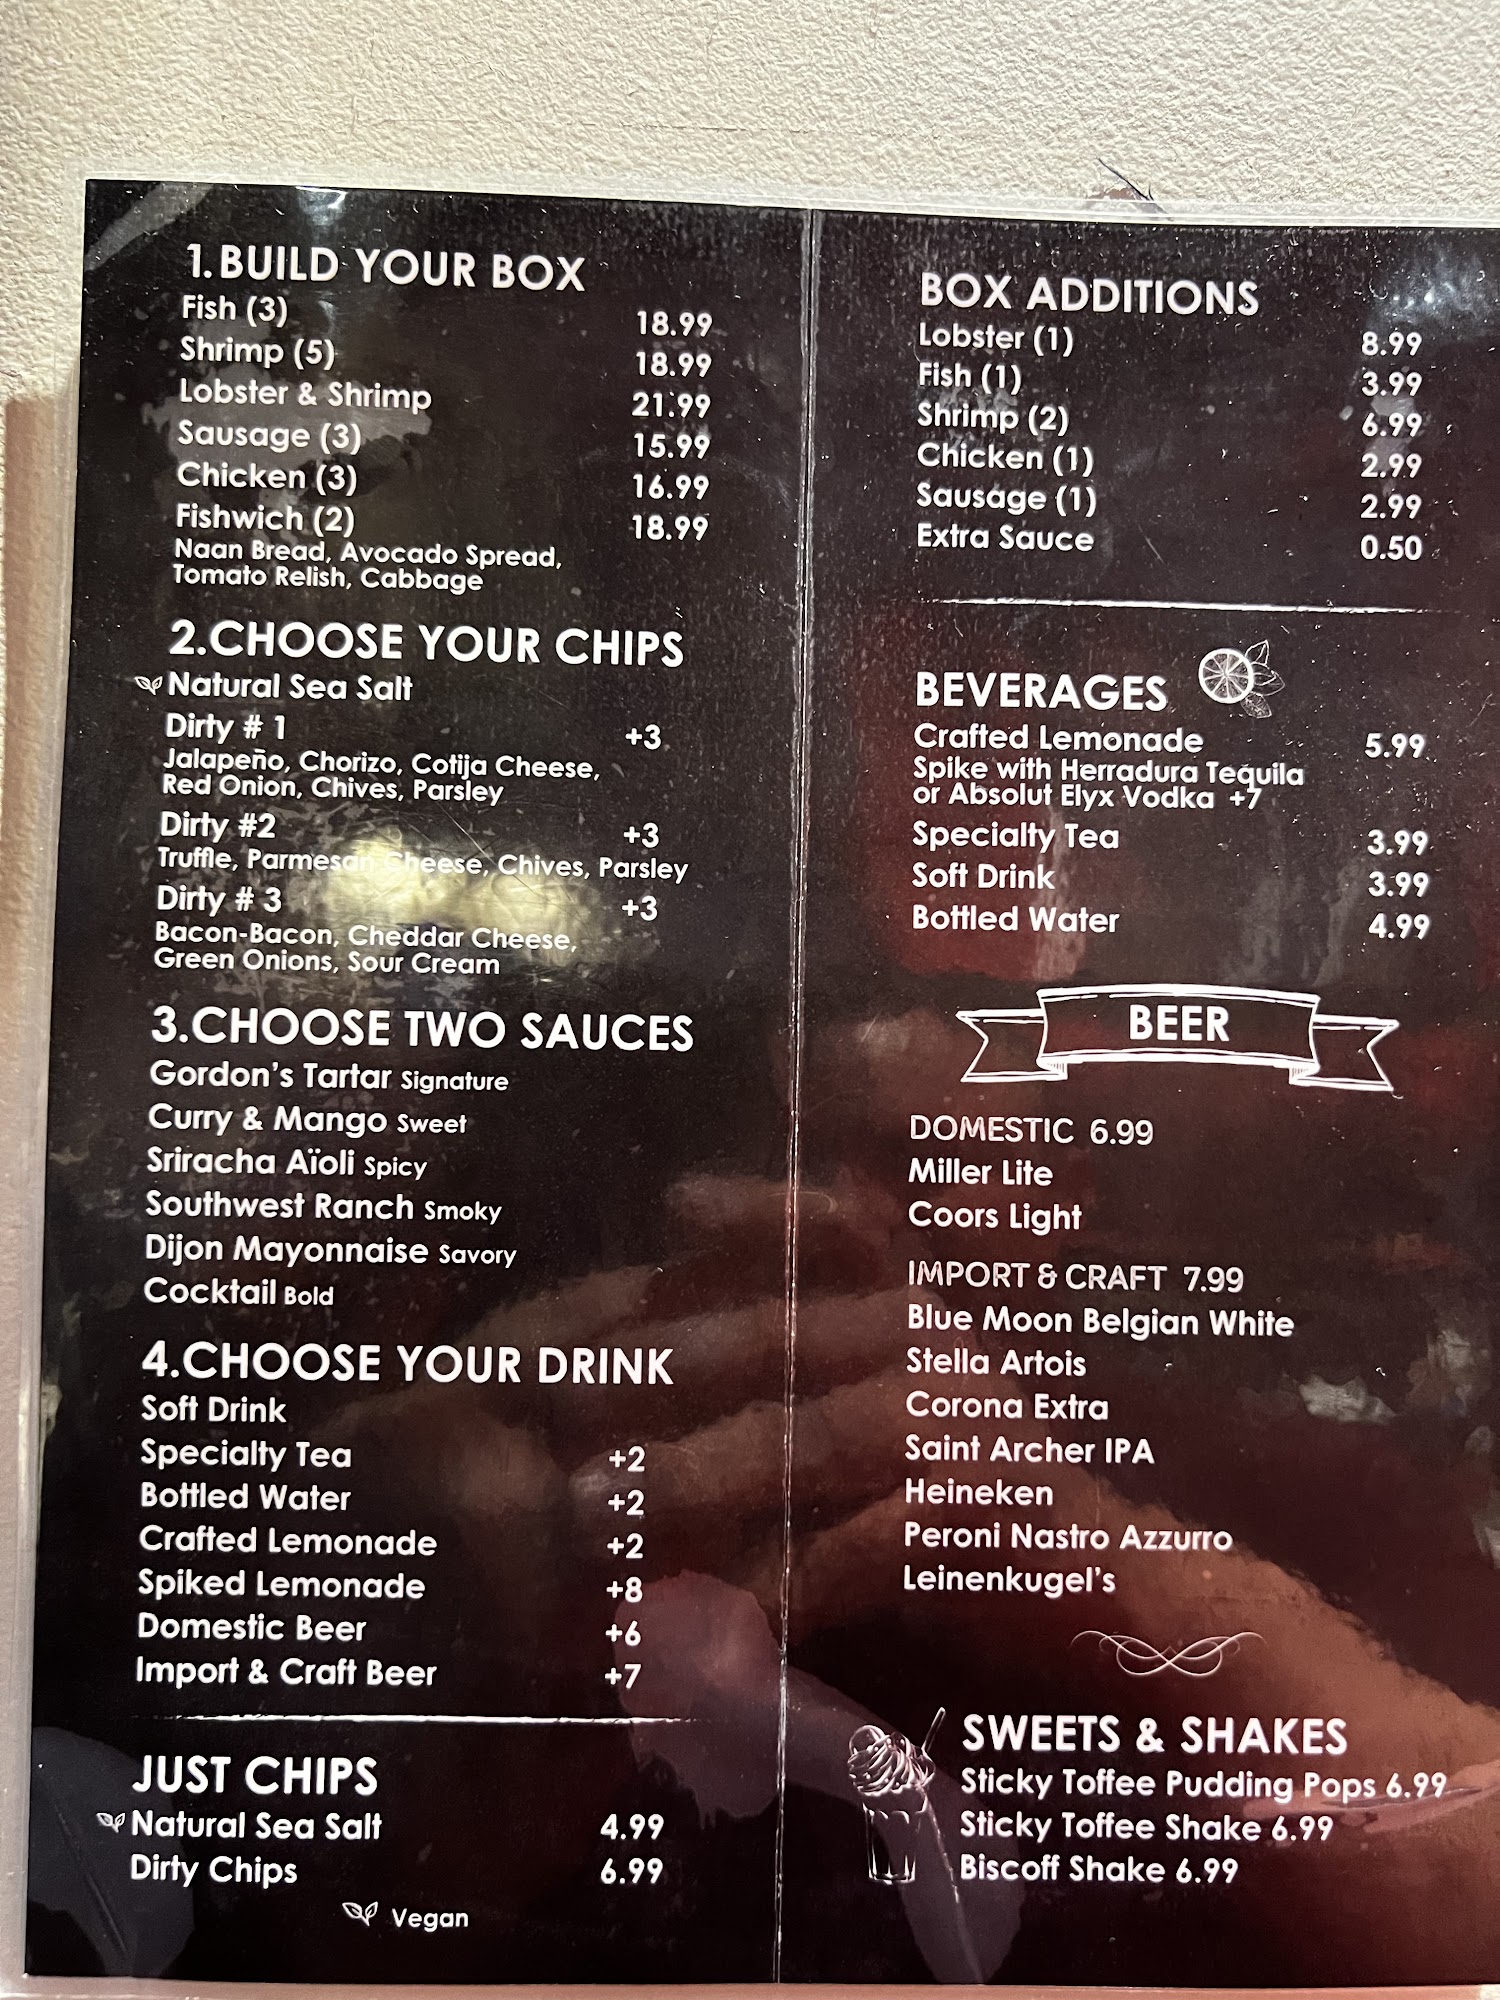 1.BUILD YOUR BOX
Fish (3) 18.99
Shrimp (5) 18.99
Lobster & Shrimp 21.99
Sausage (3) 15.99
Chicken (3) 16.99
Fishwich (2) 18.99
Naan Bread, Avocado Spread,
Tomato Relish, Cabbage
2.CHOOSE YOUR CHIPS
Natural Sea Salt
Dirty # 1 +3
Jalapeño, Chorizo, Cotija Cheese,
Red Onion, Chives, Parsley
Dirty #2 +3
Truffle, Parmesan Cheese, Chives, Parsley
Dirty # 3 +3
Bacon-Bacon, Cheddar Cheese,
Green Onions, Sour Cream
3.CHOOSE TWO SAUCES
Gordon's Tartar Signature
Curry & Mango Sweet
Sriracha Aïoli Spicy
Southwest Ranch Smoky
Dijon Mayonnaise Savory
Cocktail Bold
4.CHOOSE YOUR DRINK
Soft Drink
Specialty Tea +2
Bottled Water +2
Crafted Lemonade +2
Spiked Lemonade +8
Domestic Beer +6
Import & Craft Beer +7
JUST CHIPS
Natural Sea Salt 4.99
Dirty Chips 6.99
Vegan
BOX ADDITIONS
Lobster (1) 8.99
Fish (1) 3.99
Shrimp (2) 6.99
Chicken (1) 2.99
Sausage (1) 2.99
Extra Sauce 0.50
BEVERAGES
Crafted Lemonade 5.99
Spike with Herradura Tequila
or Absolut Elyx Vodka +7
Specialty Tea 3.99
Soft Drink 3.99
Bottled Water 4.99
BEER
DOMESTIC 6.99
Miller Lite
Coors Light
IMPORT & CRAFT 7.99
Blue Moon Belgian White
Stella Artois
Corona Extra
Saint Archer IPA
Heineken
Peroni Nastro Azzurro
Leinenkugel's
SWEETS & SHAKES
Sticky Toffee Pudding Pops 6.99
Sticky Toffee Shake 6.99
Biscoff Shake 6.99